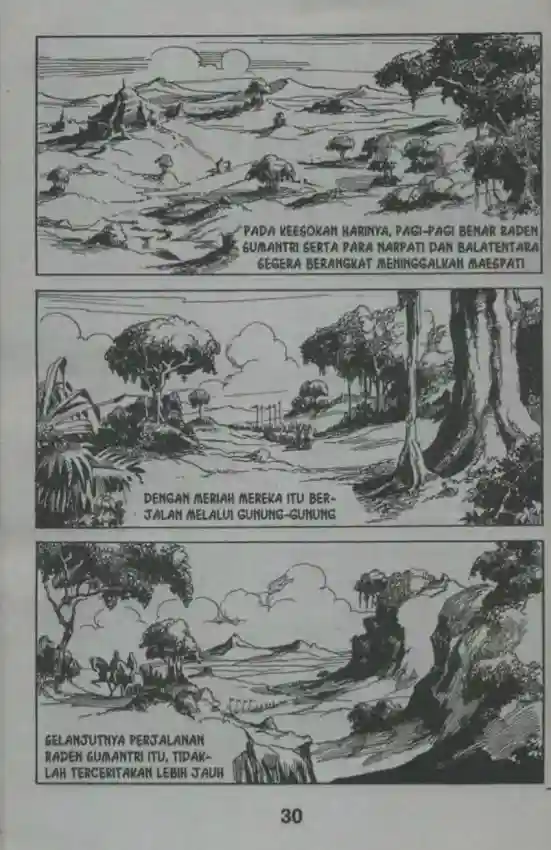 PADA KEESOKAN HARINYA, PAGI-PAGI BENAR RADEN
SUMANTRI SERTA PARA NARPATI DAN BALATENTARA
SEGERA BERANGKAT MENINGGALKAN MAESPATI
DENGAN MERIAH MEREKA ITU BER-
JALAN MELALUI GUNUNG-GUNUNG
SELANJUTNYA PERJALANAN
RADEN SUMANTRI ITU, TIDAK-
LAH TERCERITAKAN LEBIH JAUH
30